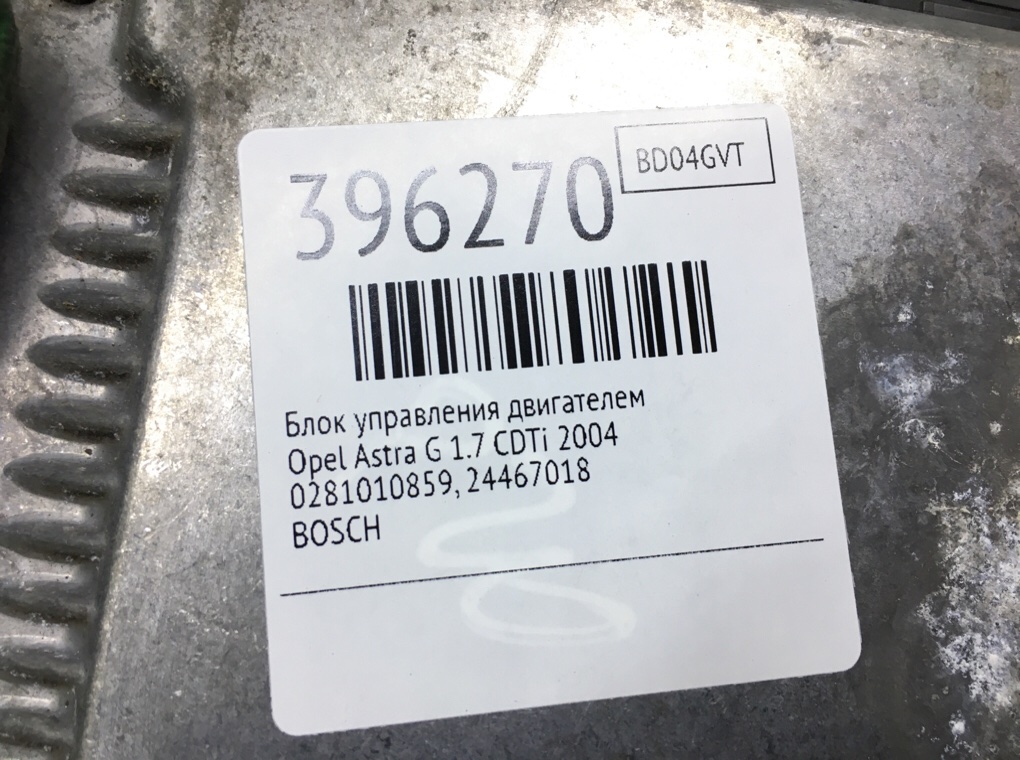 396270
BD04GVT
Блок управления двигателем
Opel Astra G 1.7 CDTi 2004
0281010859, 24467018
BOSCH